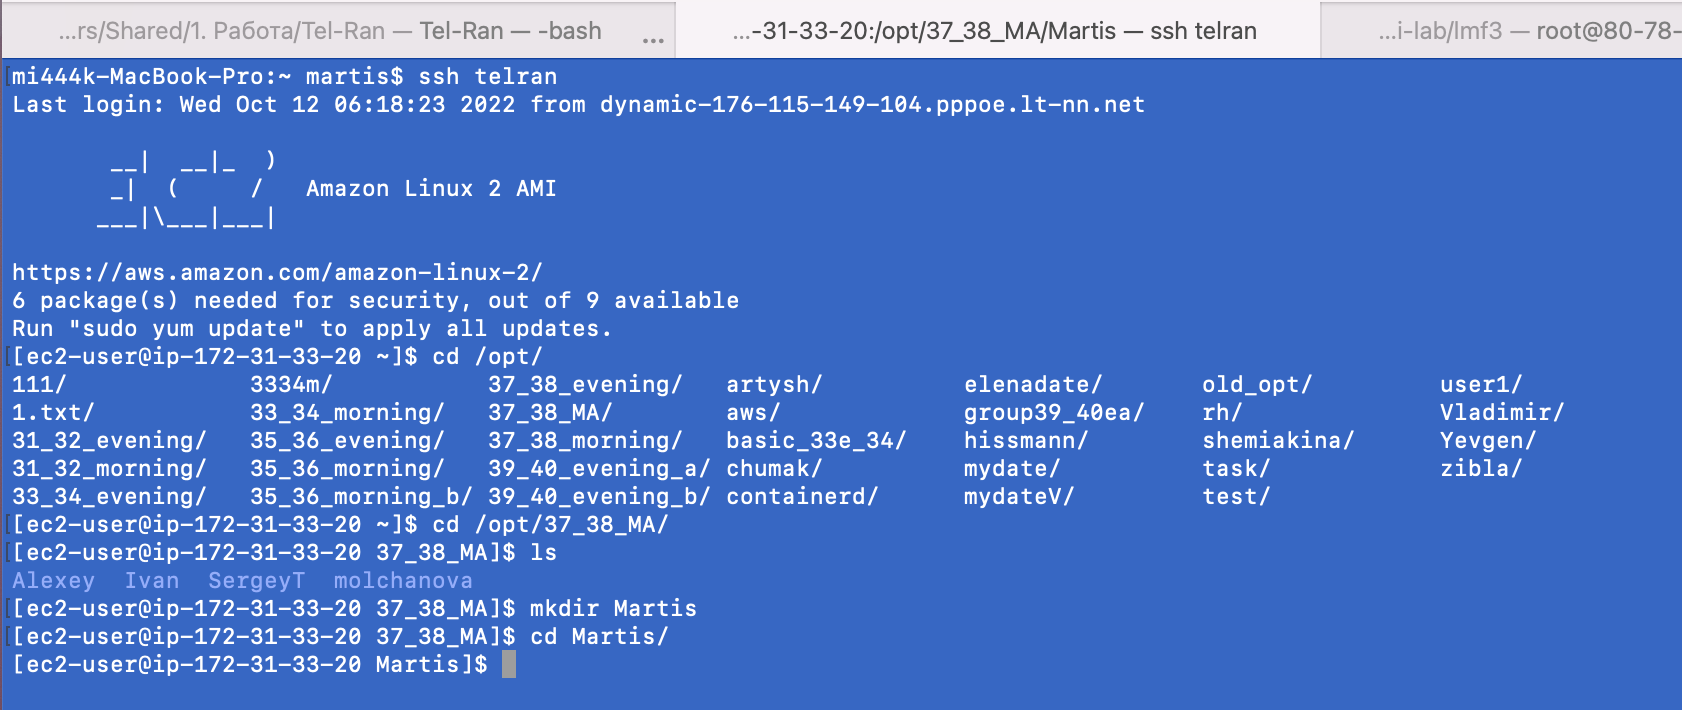 ...rs/Shared/1. Работа/Tel-Ran — Tel-Ran — -bash ... ...-31-33-20:/opt/37_38_MA/Martis — ssh telran ...i-lab/lmf3 — root@80-78-
[mi444k-MacBook-Pro:~ martis$ ssh telran
Last login: Wed Oct 12 06:18:23 2022 from dynamic-176-115-149-104.pppoe.lt-nn.net
       __|  __|_  )
       _|  (     /   Amazon Linux 2 AMI
      ___|\___|___|
https://aws.amazon.com/amazon-linux-2/
6 package(s) needed for security, out of 9 available
Run "sudo yum update" to apply all updates.
[[ec2-user@ip-172-31-33-20 ~]$ cd /opt/
111/             3334m/           37_38_evening/   artysh/          elenadate/       old_opt/         user1/
1.txt/           33_34_morning/   37_38_MA/        aws/             group39_40ea/    rh/              Vladimir/
31_32_evening/   35_36_evening/   37_38_morning/   basic_33e_34/    hissmann/        shemiakina/      Yevgen/
31_32_morning/   35_36_morning/   39_40_evening_a/ chumak/          mydate/          task/            zibla/
33_34_evening/   35_36_morning_b/ 39_40_evening_b/ containerd/      mydateV/         test/
[[ec2-user@ip-172-31-33-20 ~]$ cd /opt/37_38_MA/
[[ec2-user@ip-172-31-33-20 37_38_MA]$ ls
Alexey  Ivan  SergeyT  molchanova
[[ec2-user@ip-172-31-33-20 37_38_MA]$ mkdir Martis
[[ec2-user@ip-172-31-33-20 37_38_MA]$ cd Martis/
[ec2-user@ip-172-31-33-20 Martis]$